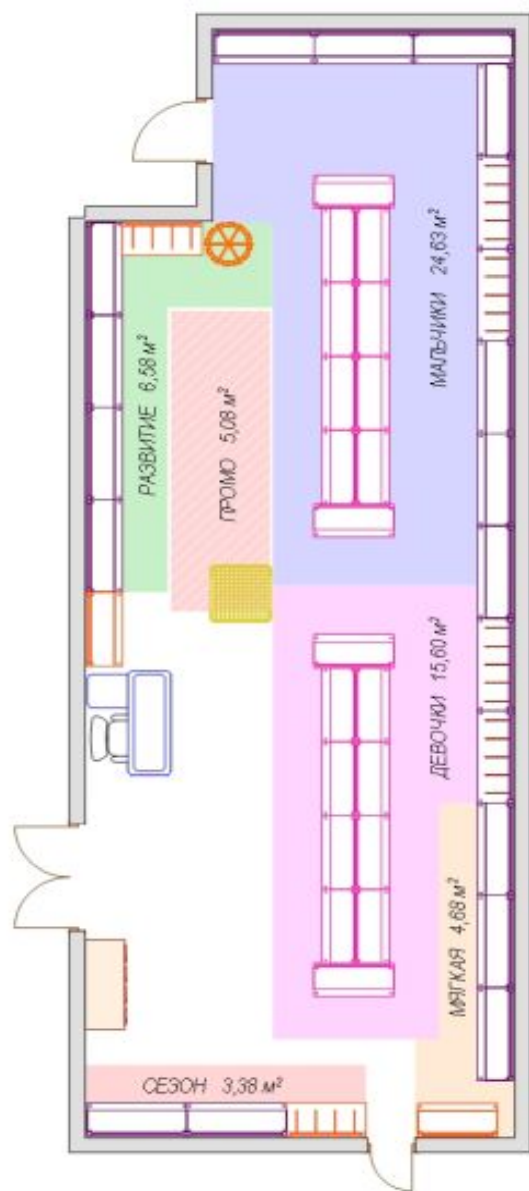 МАЛЬЧИКИ 24,63 м²
РАЗВИТИЕ 6,58 м²
ПРОМО 5,08 м²
ДЕВОЧКИ 15,60 м²
МЯГКАЯ 4,68 м²
СЕЗОН 3,38 м²